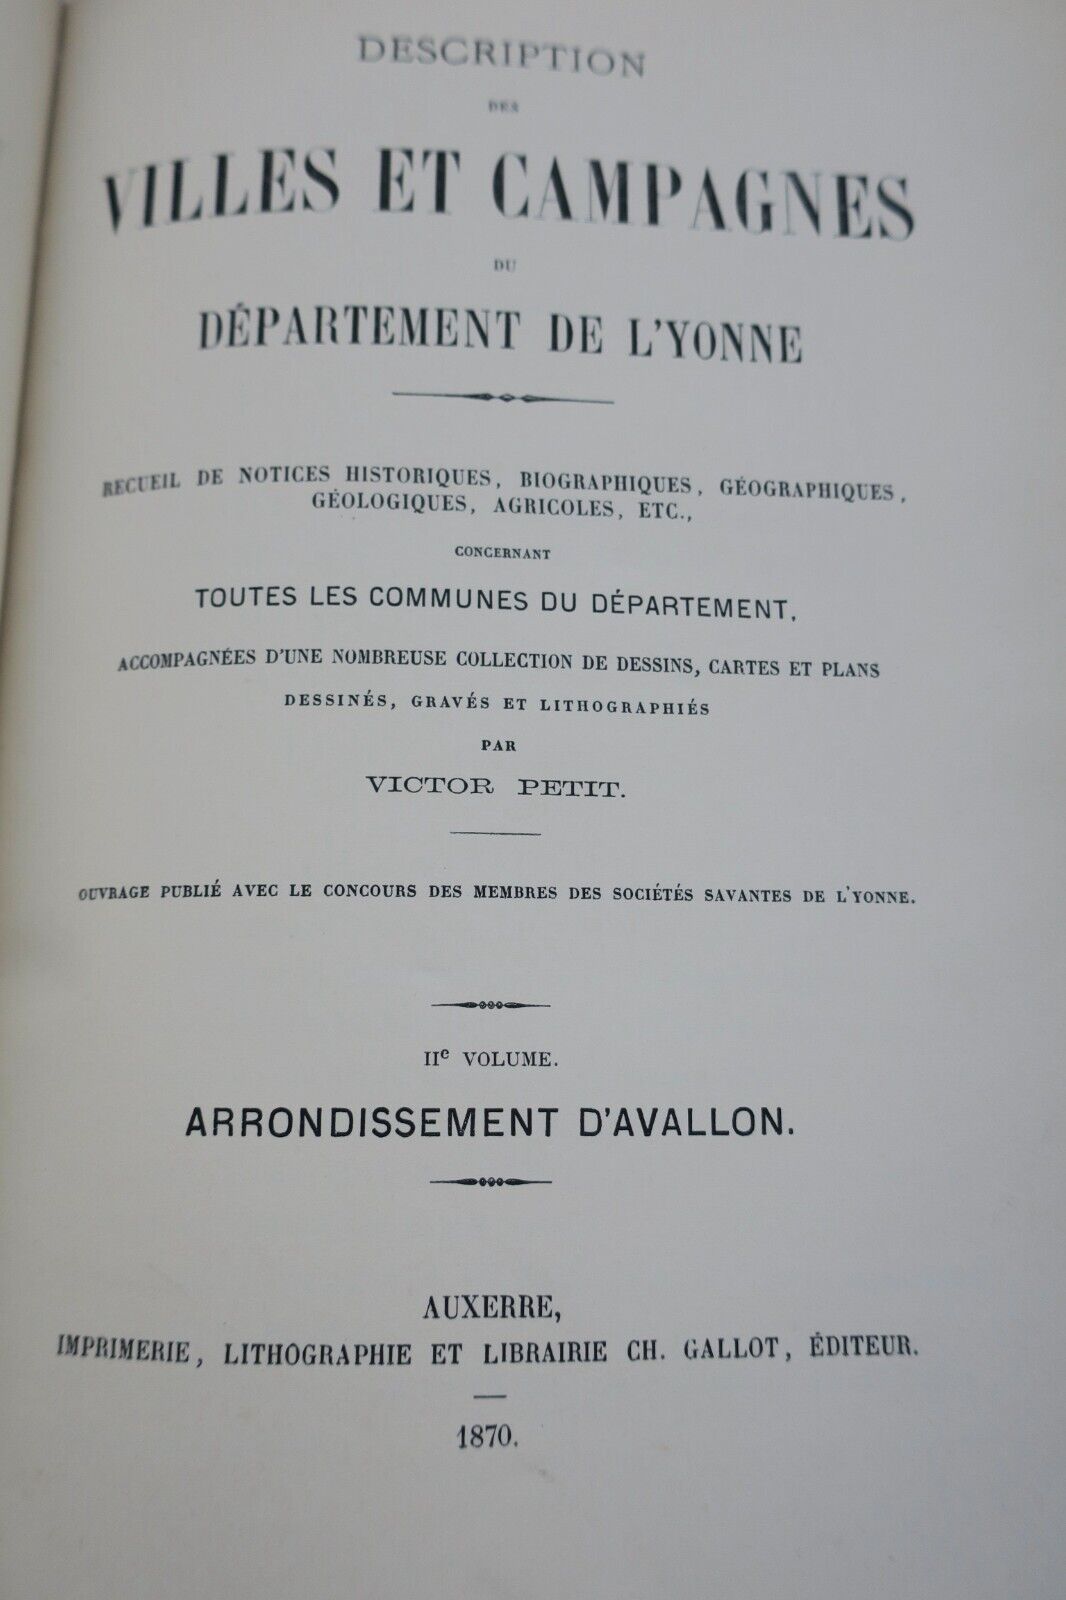 DESCRIPTION
DES
VILLES ET CAMPAGNES
DU
DÉPARTEMENT DE L'YONNE
RECUEIL DE NOTICES HISTORIQUES, BIOGRAPHIQUES, GÉOGRAPHIQUES,
GÉOLOGIQUES, AGRICOLES, ETC.,
CONCERNANT
TOUTES LES COMMUNES DU DÉPARTEMENT,
ACCOMPAGNÉES D'UNE NOMBREUSE COLLECTION DE DESSINS, CARTES ET PLANS
DESSINÉS, GRAVÉS ET LITHOGRAPHIÉS
PAR
VICTOR PETIT.
OUVRAGE PUBLIÉ AVEC LE CONCOURS DES MEMBRES DES SOCIÉTÉS SAVANTES DE L'YONNE.
IIe VOLUME.
ARRONDISSEMENT D'AVALLON.
AUXERRE,
IMPRIMERIE, LITHOGRAPHIE ET LIBRAIRIE CH. GALLOT, ÉDITEUR.
1870.